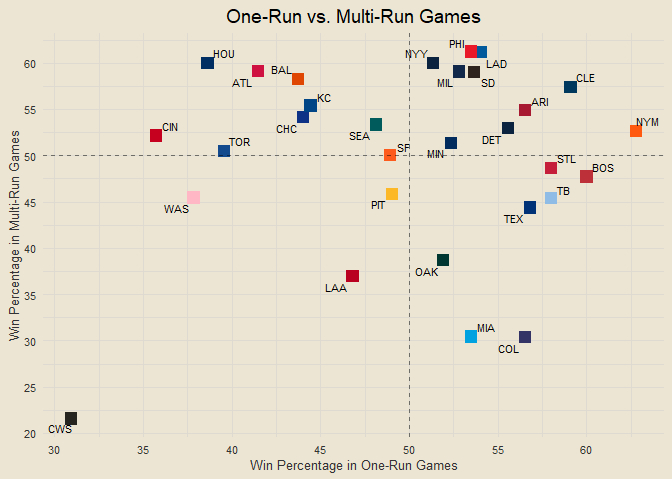 One-Run vs. Multi-Run Games
Win Percentage in Multi-Run Games
60
55
50
45
40
35
30
25
20
HOU
ATL
BAL
KC
CHC
CIN
TOR
WAS
SEA
SF
PIT
LAA
CWS
NYY
PHI
LAD
MIL
SD
CLE
ARI
NYM
DET
MIN
STL
BOS
TB
TEX
OAK
MIA
COL
30
35
40
45
50
55
60
Win Percentage in One-Run Games